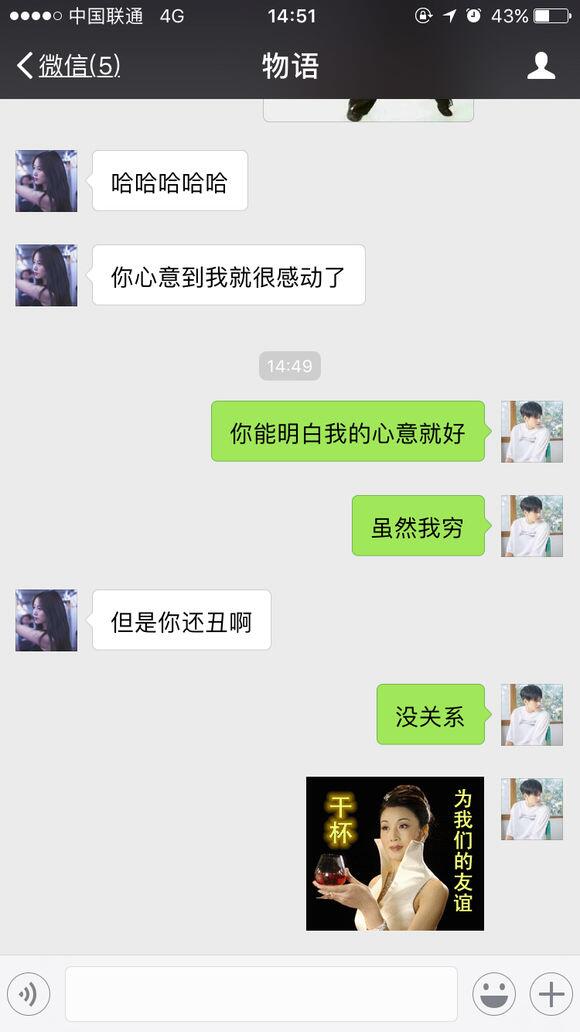 中国联通 4G 14:51 43%
微信(5) 物语
哈哈哈哈哈
你心意到我就很感动了
14:49
你能明白我的心意就好
虽然我穷
但是你还丑啊
没关系
干杯
为我们的友谊